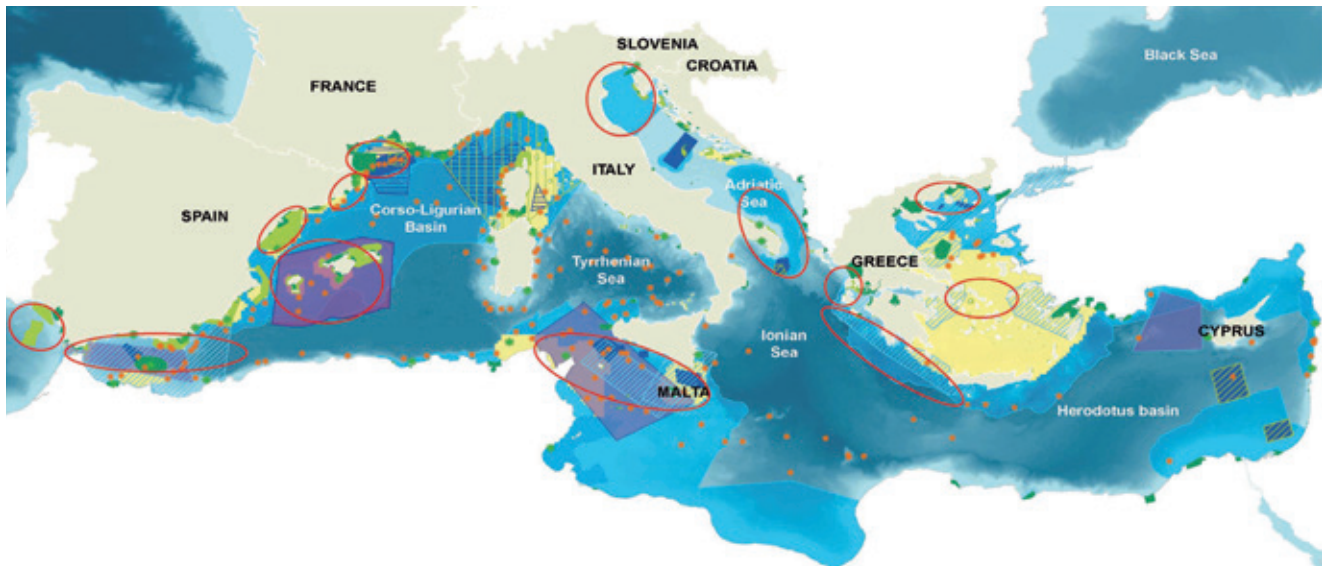 SLOVENIA
CROATIA
Black Sea
FRANCE
ITALY
Adriatic
Sea
SPAIN
Corso-Ligurian
Basin
GREECE
Tyrrhenian
Sea
Ionian
Sea
CYPRUS
MALTA
Herodotus basin